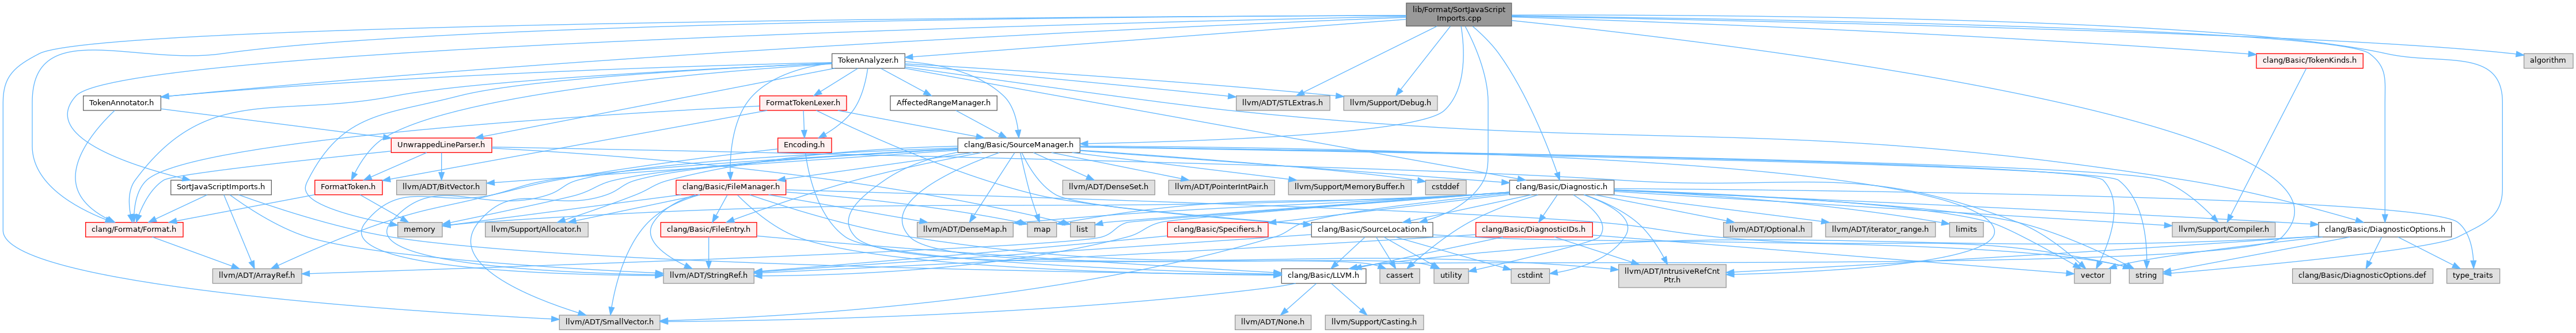 lib/Format/SortJavaScript
Imports.cpp
TokenAnalyzer.h
clang/Basic/TokenKinds.h
algorithm
TokenAnnotator.h
FormatTokenLexer.h
AffectedRangeManager.h
llvm/ADT/STLExtras.h
llvm/Support/Debug.h
UnwrappedLineParser.h
Encoding.h
clang/Basic/SourceManager.h
SortJavaScriptImports.h
FormatToken.h
llvm/ADT/BitVector.h
clang/Basic/FileManager.h
llvm/ADT/DenseSet.h
llvm/ADT/PointerIntPair.h
llvm/Support/MemoryBuffer.h
cstddef
clang/Basic/Diagnostic.h
clang/Format/Format.h
memory
llvm/Support/Allocator.h
clang/Basic/FileEntry.h
llvm/ADT/DenseMap.h
map
list
clang/Basic/Specifiers.h
clang/Basic/SourceLocation.h
clang/Basic/DiagnosticIDs.h
llvm/ADT/Optional.h
llvm/ADT/iterator_range.h
limits
llvm/Support/Compiler.h
clang/Basic/DiagnosticOptions.h
llvm/ADT/ArrayRef.h
llvm/ADT/StringRef.h
clang/Basic/LLVM.h
cassert
utility
cstdint
llvm/ADT/IntrusiveRefCnt
Ptr.h
vector
string
clang/Basic/DiagnosticOptions.def
type_traits
llvm/ADT/SmallVector.h
llvm/ADT/None.h
llvm/Support/Casting.h